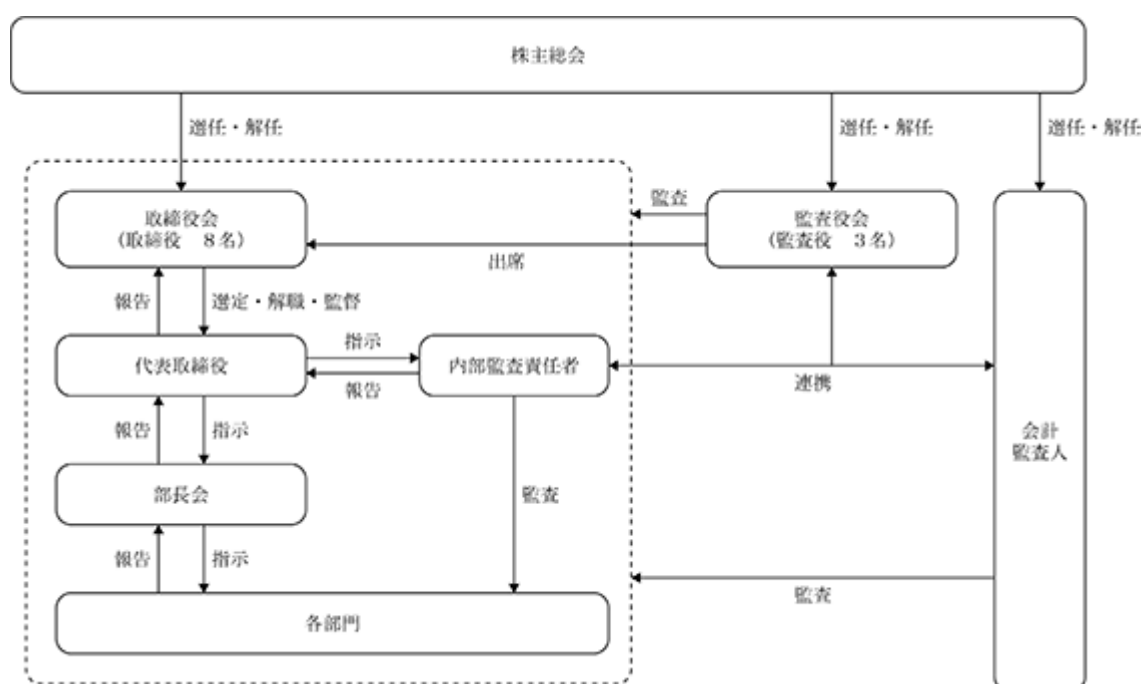 株主総会
選任・解任
選任・解任
選任・解任
取締役会
(取締役　8名)
監査
監査役会
(監査役　3名)
出席
報告
選定・解職・監督
代表取締役
指示
報告
内部監査責任者
連携
会計
監査人
報告
指示
部長会
監査
報告
指示
監査
各部門